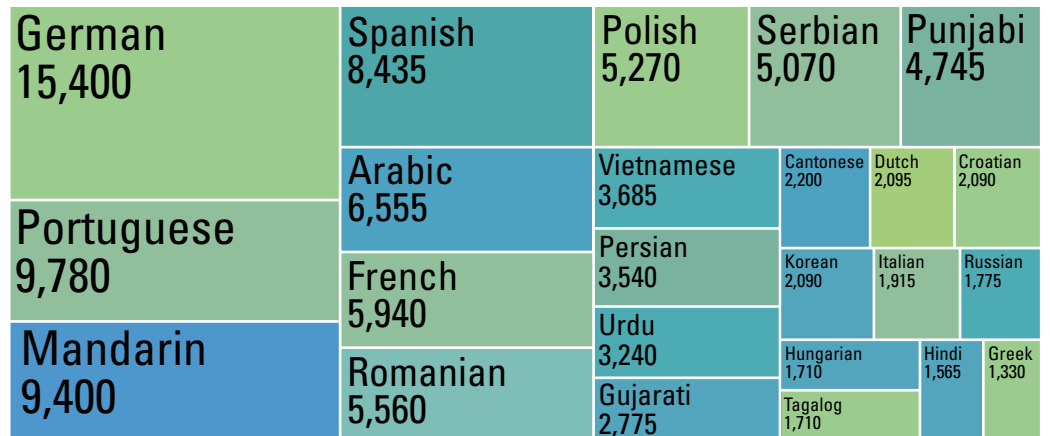 German
15,400
Portuguese
9,780
Mandarin
9,400
Spanish
8,435
Arabic
6,555
French
5,940
Romanian
5,560
Polish
5,270
Serbian
5,070
Punjabi
4,745
Vietnamese
3,685
Persian
3,540
Urdu
3,240
Gujarati
2,775
Cantonese
2,200
Dutch
2,095
Croatian
2,090
Korean
2,090
Italian
1,915
Russian
1,775
Hungarian
1,710
Tagalog
1,710
Hindi
1,565
Greek
1,330